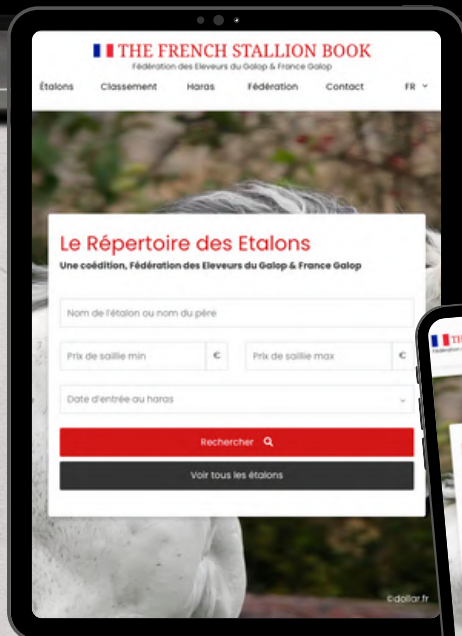 THE FRENCH STALLION BOOK
Fédération des Eleveurs du Galop & France Galop
Étalons Classement Haras Fédération Contact FR
Le Répertoire des Etalons
Une coédition, Fédération des Eleveurs du Galop & France Galop
Nom de l'étalon ou nom du père
Prix de saillie min € Prix de saillie max €
Date d'entrée au haras
Rechercher
Voir tous les étalons
©dollar.fr